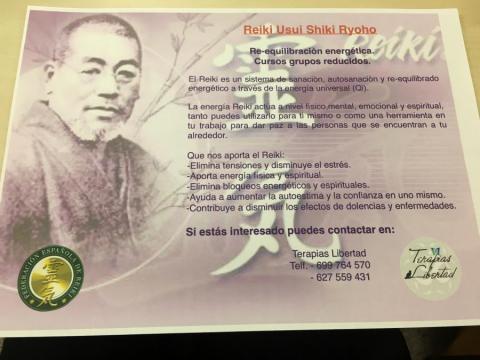 Reiki Usui Shiki Ryoho
Reiki
Re-equilibración energética.
Cursos grupos reducidos.
El Reiki es un sistema de sanación, autosanación y re-equilibrado
energético a través de la energía universal (Qi).
La energía Reiki actúa a nivel físico,mental, emocional y espiritual,
tanto puedes utilizarlo para ti mismo o como una herramienta en
tu trabajo para dar paz a las personas que se encuentran a tu
alrededor.
Que nos aporta el Reiki:
-Elimina tensiones y disminuye el estrés.
-Aporta energía física y espiritual.
-Elimina bloqueos energéticos y espirituales.
-Ayuda a aumentar la autoestima y la confianza en uno mismo.
-Contribuye a disminuir los efectos de dolencias y enfermedades.
Si estás interesado puedes contactar en:
Terapias Libertad
Telf. - 699 764 570
- 627 559 431
靈氣
FEDERACIÓN ESPAÑOLA DE REIKI
Terapias
Libertad